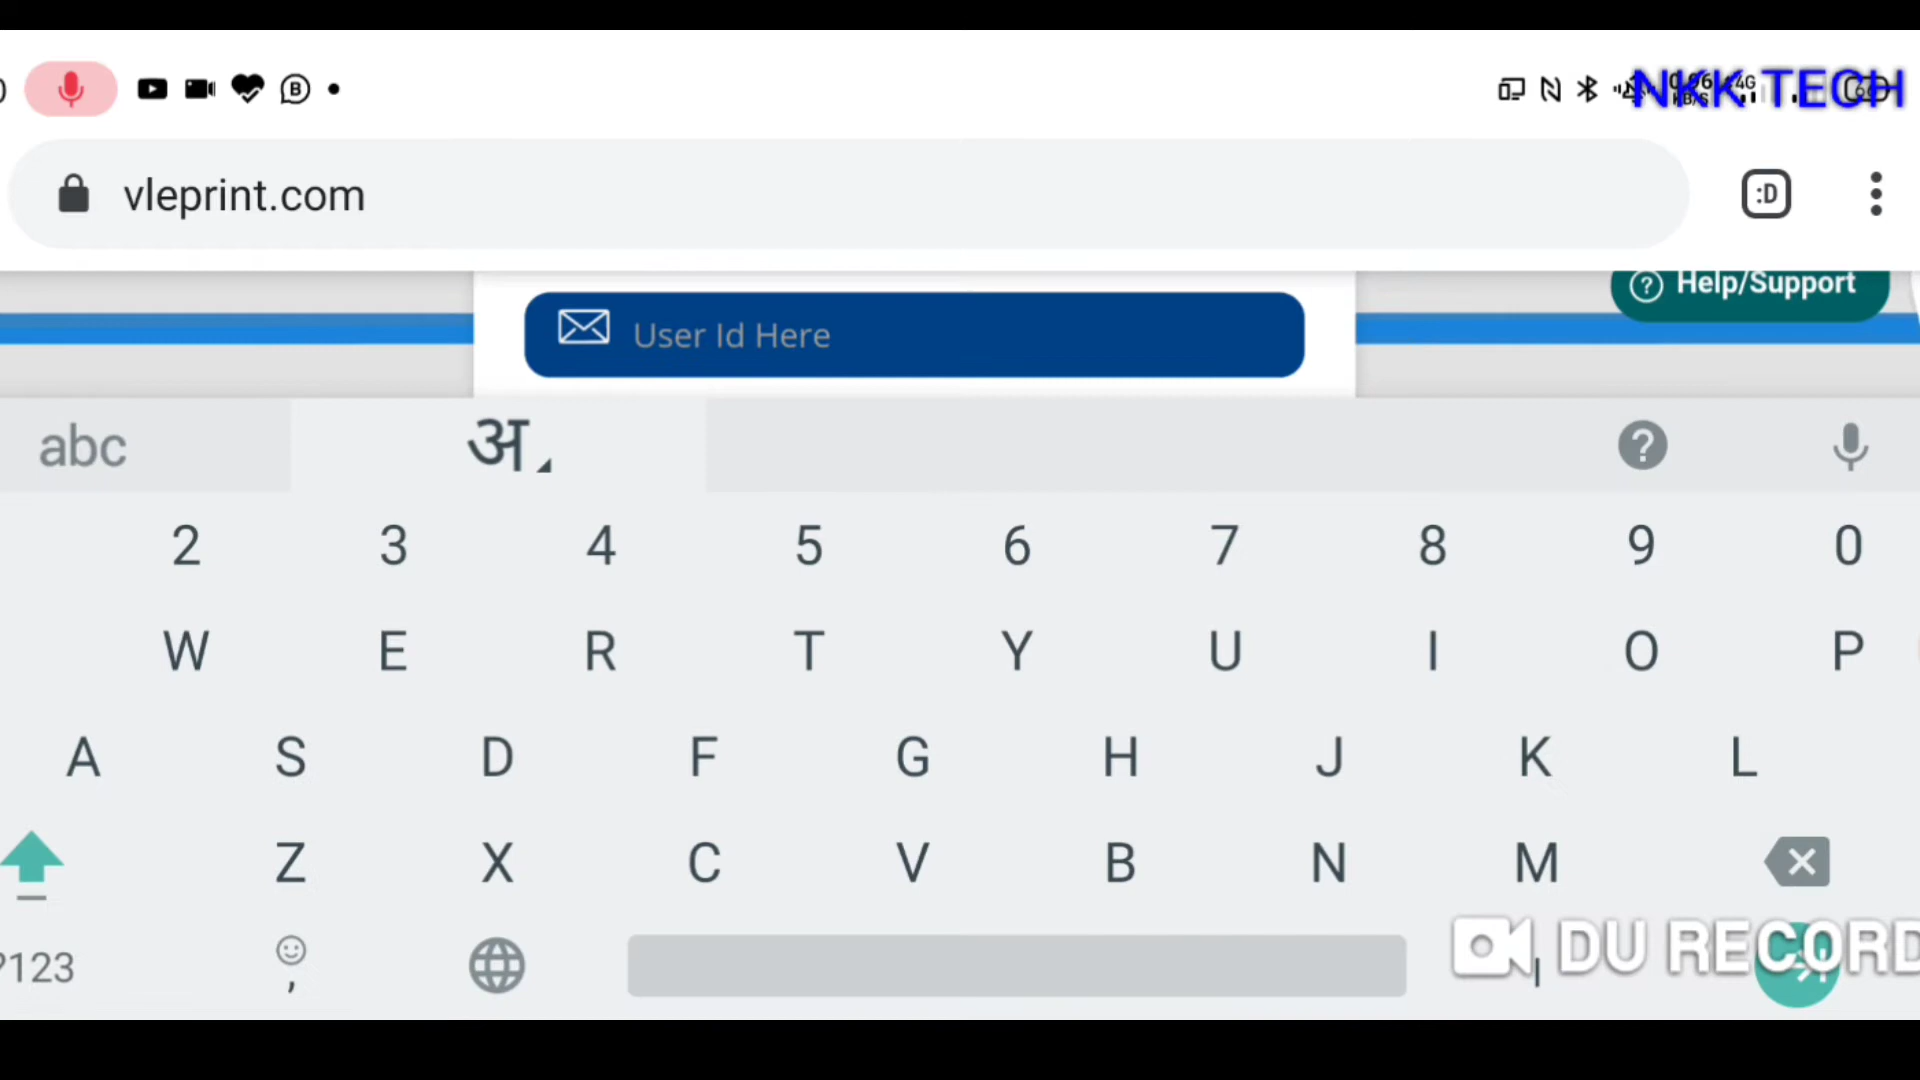 NKK TECH
vleprint.com
:D
Help/Support
User Id Here
abc
अ
2 3 4 5 6 7 8 9 0
W E R T Y U I O P
A S D F G H J K L
Z X C V B N M
?123 ,
DU RECORD